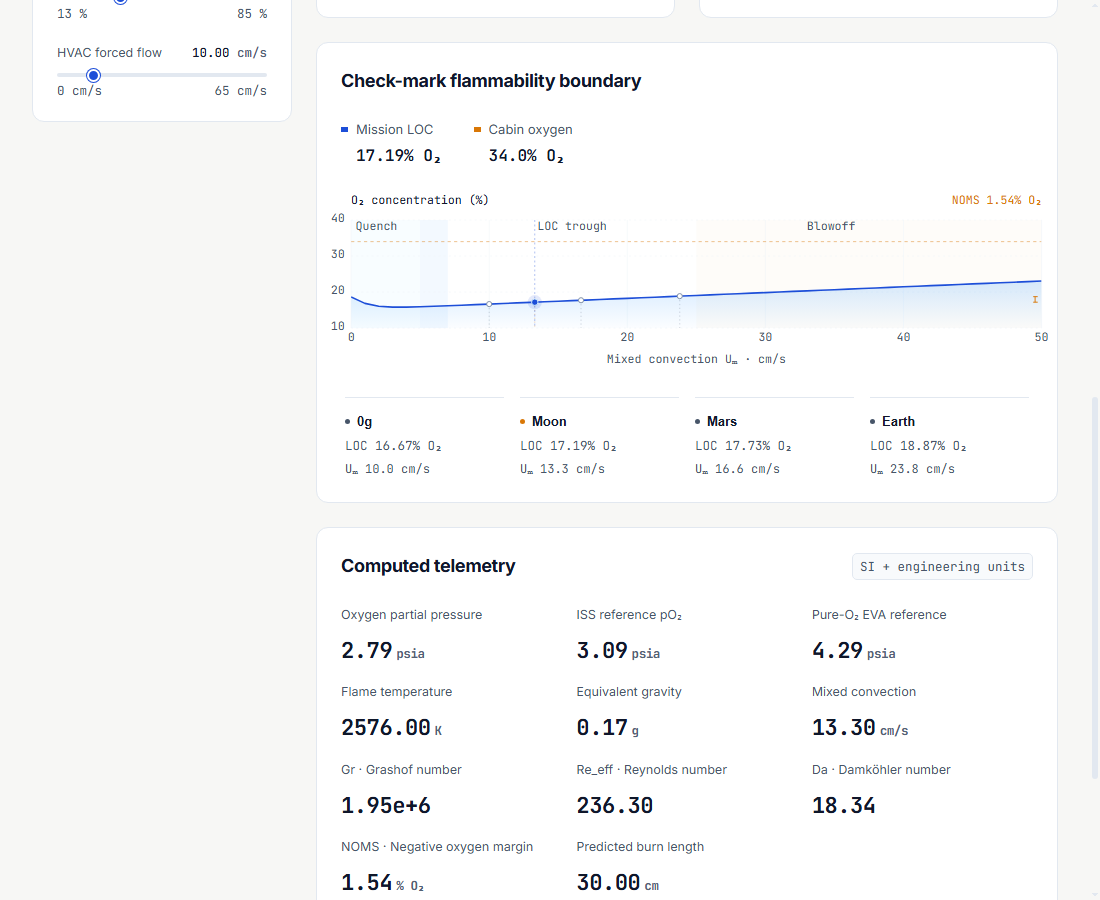 13 %
85 %
HVAC forced flow
10.00 cm/s
0 cm/s
65 cm/s
Check-mark flammability boundary
Mission LOC
17.19% O₂
Cabin oxygen
34.0% O₂
O₂ concentration (%)
NOMS 1.54% O₂
40
30
20
10
Quench
LOC trough
Blowoff
I
0
10
20
30
40
50
Mixed convection Uₘ · cm/s
0g
LOC 16.67% O₂
Uₘ 10.0 cm/s
Moon
LOC 17.19% O₂
Uₘ 13.3 cm/s
Mars
LOC 17.73% O₂
Uₘ 16.6 cm/s
Earth
LOC 18.87% O₂
Uₘ 23.8 cm/s
Computed telemetry
SI + engineering units
Oxygen partial pressure
2.79 psia
ISS reference pO₂
3.09 psia
Pure-O₂ EVA reference
4.29 psia
Flame temperature
2576.00 K
Equivalent gravity
0.17 g
Mixed convection
13.30 cm/s
Gr · Grashof number
1.95e+6
Re_eff · Reynolds number
236.30
Da · Damköhler number
18.34
NOMS · Negative oxygen margin
1.54 % O₂
Predicted burn length
30.00 cm